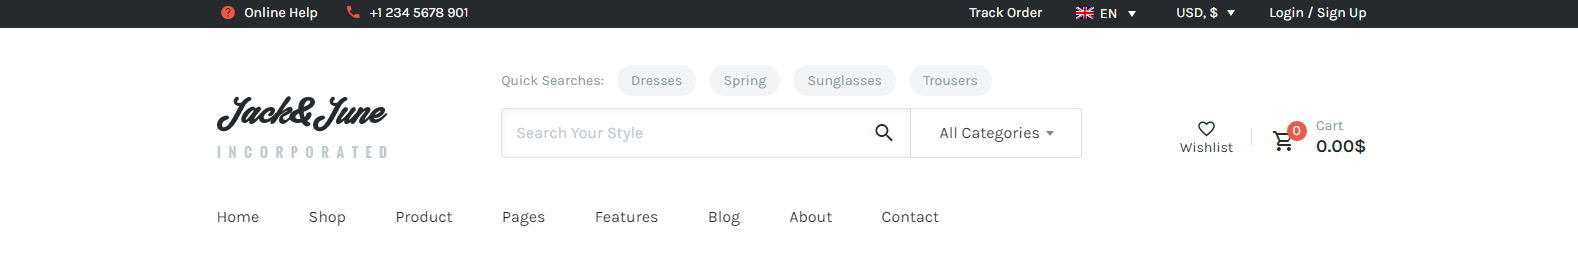 Online Help +1 234 5678 901 Track Order EN USD, $ Login / Sign Up
Quick Searches: Dresses Spring Sunglasses Trousers
Jack&June
INCORPORATED
Search Your Style All Categories
Wishlist
0
Cart
0.00$
Home Shop Product Pages Features Blog About Contact